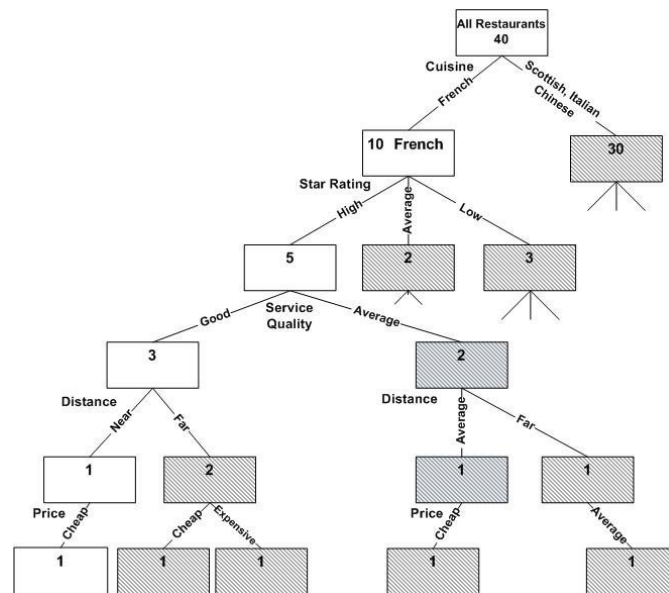 All Restaurants
40
Cuisine
French
Scottish, Italian
Chinese
10 French
30
Star Rating
High
Average
Low
5
2
3
Good
Service
Quality
Average
3
2
Distance
Near
Far
Distance
Average
Far
1
2
1
1
Price
Cheap
Cheap
Expensive
Price
Cheap
Average
1
1
1
1
1